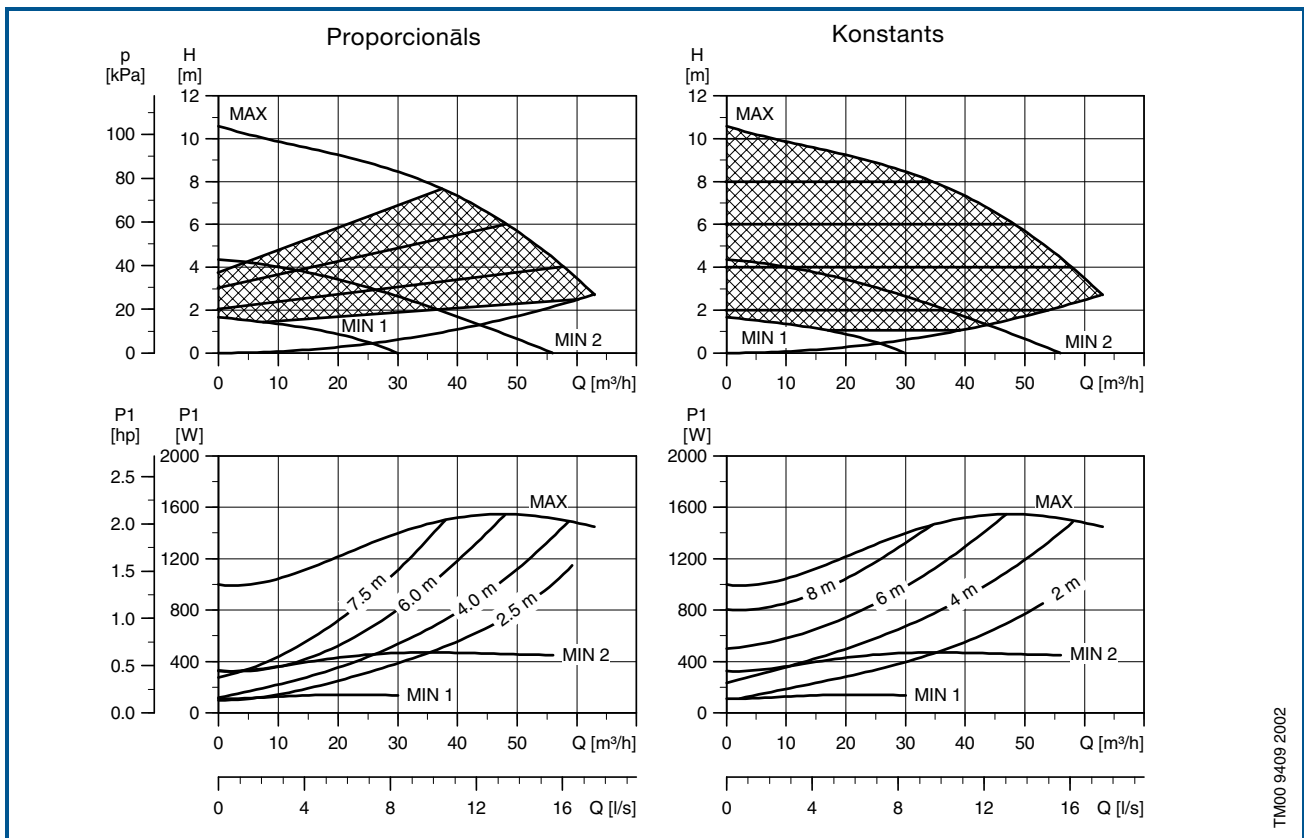 Proporcionāls
Konstants
p
[kPa]
H
[m]
H
[m]
12
12
MAX
MAX
100
10
10
80
8
8
60
6
6
40
4
4
20
2
2
MIN 1
MIN 2
MIN 1
MIN 2
0
0
0
0 10 20 30 40 50 Q [m³/h]
0 10 20 30 40 50 Q [m³/h]
P1
[hp]
P1
[W]
P1
[W]
2000
2000
2.5
1600
1600
MAX
MAX
2.0
1200
1200
1.5
7.5 m
6.0 m
4.0 m
2.5 m
8 m
6 m
4 m
2 m
1.0
800
800
0.5
400
400
MIN 2
MIN 2
MIN 1
MIN 1
0.0
0
0
0 10 20 30 40 50 Q [m³/h]
0 10 20 30 40 50 Q [m³/h]
0 4 8 12 16 Q [l/s]
0 4 8 12 16 Q [l/s]
TM00 9409 2002